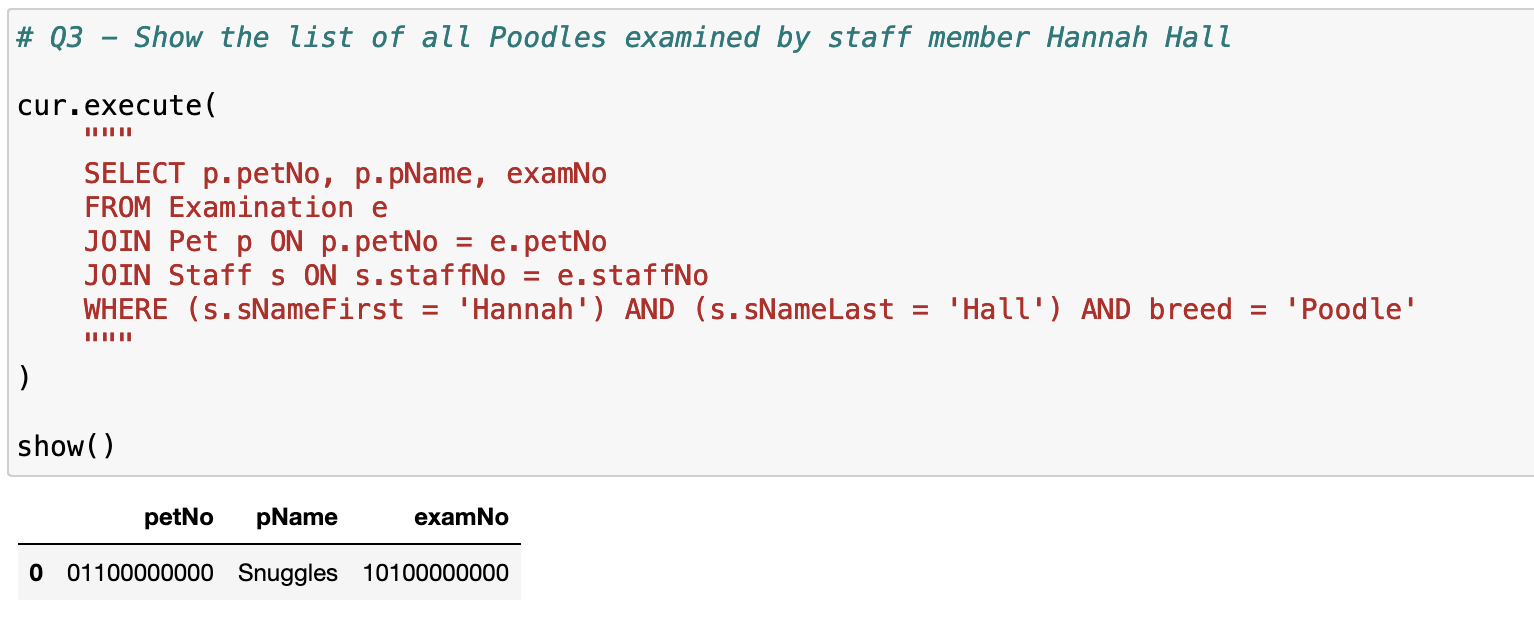 # Q3 – Show the list of all Poodles examined by staff member Hannah Hall
cur.execute(
"""
SELECT p.petNo, p.pName, examNo
FROM Examination e
JOIN Pet p ON p.petNo = e.petNo
JOIN Staff s ON s.staffNo = e.staffNo
WHERE (s.sNameFirst = 'Hannah') AND (s.sNameLast = 'Hall') AND breed = 'Poodle'
"""
)
show()
petNo pName examNo
0 01100000000 Snuggles 10100000000